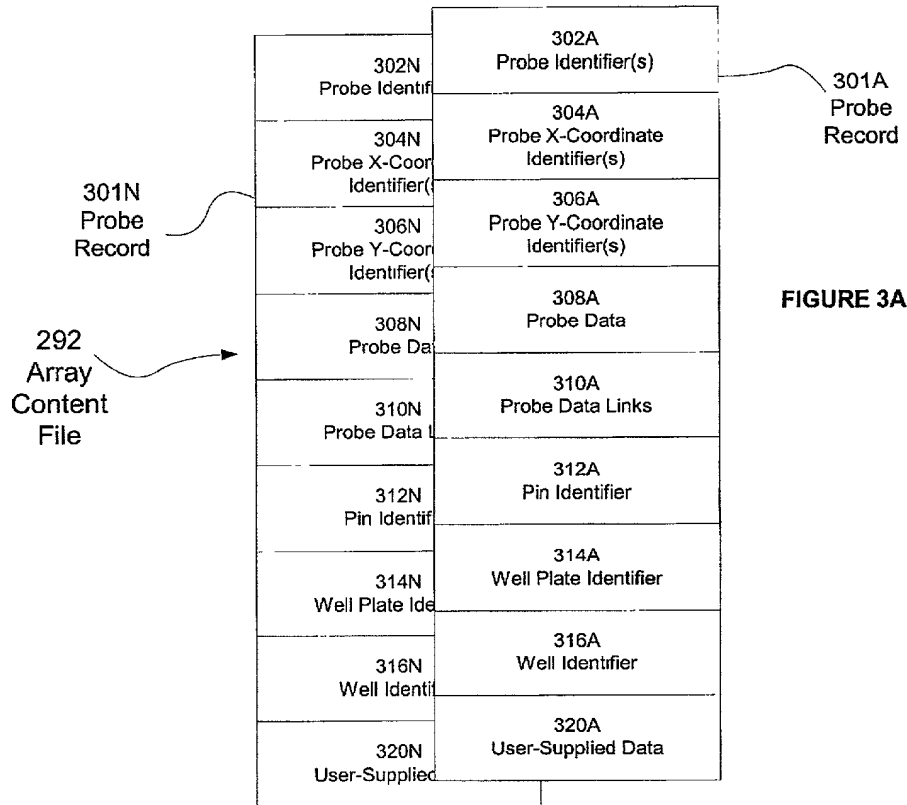 302A
Probe Identifier(s)
304A
Probe X-Coordinate
Identifier(s)
306A
Probe Y-Coordinate
Identifier(s)
308A
Probe Data
310A
Probe Data Links
312A
Pin Identifier
314A
Well Plate Identifier
316A
Well Identifier
320A
User-Supplied Data
301A
Probe
Record
302N
Probe Identif
304N
Probe X-Coor
Identifier(
306N
Probe Y-Coor
Identifier(
308N
Probe Da
310N
Probe Data L
312N
Pin Identif
314N
Well Plate Ide
316N
Well Identi
320N
User-Supplied
301N
Probe
Record
292
Array
Content
File
FIGURE 3A